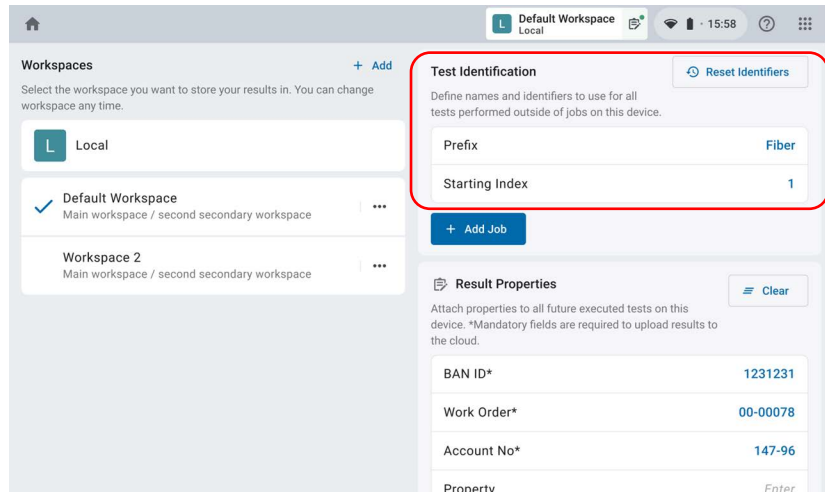 L
Default Workspace
Local
· 15:58
Workspaces
+ Add
Select the workspace you want to store your results in. You can change
workspace any time.
L
Local
Default Workspace
Main workspace / second secondary workspace
Workspace 2
Main workspace / second secondary workspace
Test Identification
Reset Identifiers
Define names and identifiers to use for all
tests performed outside of jobs on this device.
Prefix
Fiber
Starting Index
1
+ Add Job
Result Properties
Clear
Attach properties to all future executed tests on this
device. *Mandatory fields are required to upload results to
the cloud.
BAN ID*
1231231
Work Order*
00-00078
Account No*
147-96
Property
Enter